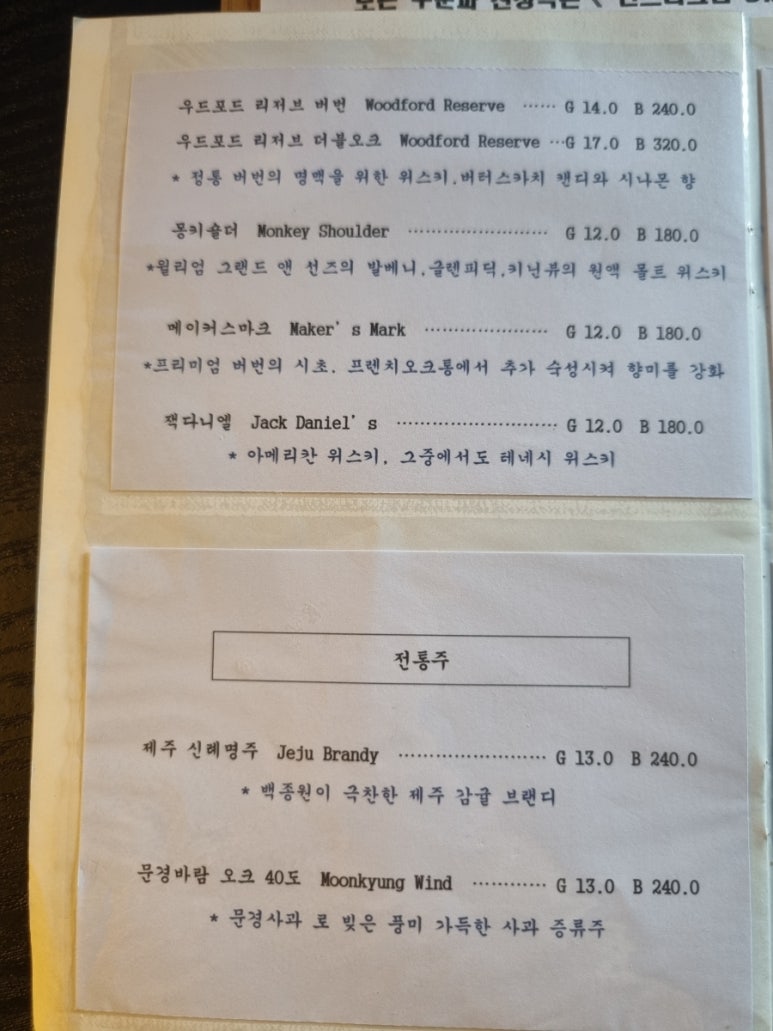 우드포드 리저브 버번 Woodford Reserve ······ G 14.0 B 240.0
우드포드 리저브 더블오크 Woodford Reserve ···G 17.0 B 320.0
* 정통 버번의 명맥을 위한 위스키.버터스카치 캔디와 시나몬 향
몽키숄더 Monkey Shoulder ························ G 12.0 B 180.0
*윌리엄 그랜드 앤 선즈의 발베니,글렌피딕,키닌뷰의 원액 몰트 위스키
메이커스마크 Maker's Mark ····················· G 12.0 B 180.0
*프리미엄 버번의 시초. 프렌치오크통에서 추가 숙성시켜 향미를 강화
잭다니엘 Jack Daniel's ··························· G 12.0 B 180.0
* 아메리칸 위스키, 그중에서도 테네시 위스키
전통주
제주 신례명주 Jeju Brandy ························· G 13.0 B 240.0
* 백종원이 극찬한 제주 감귤 브랜디
문경바람 오크 40도 Moonkyung Wind ············ G 13.0 B 240.0
* 문경사과 로 빚은 풍미 가득한 사과 증류주